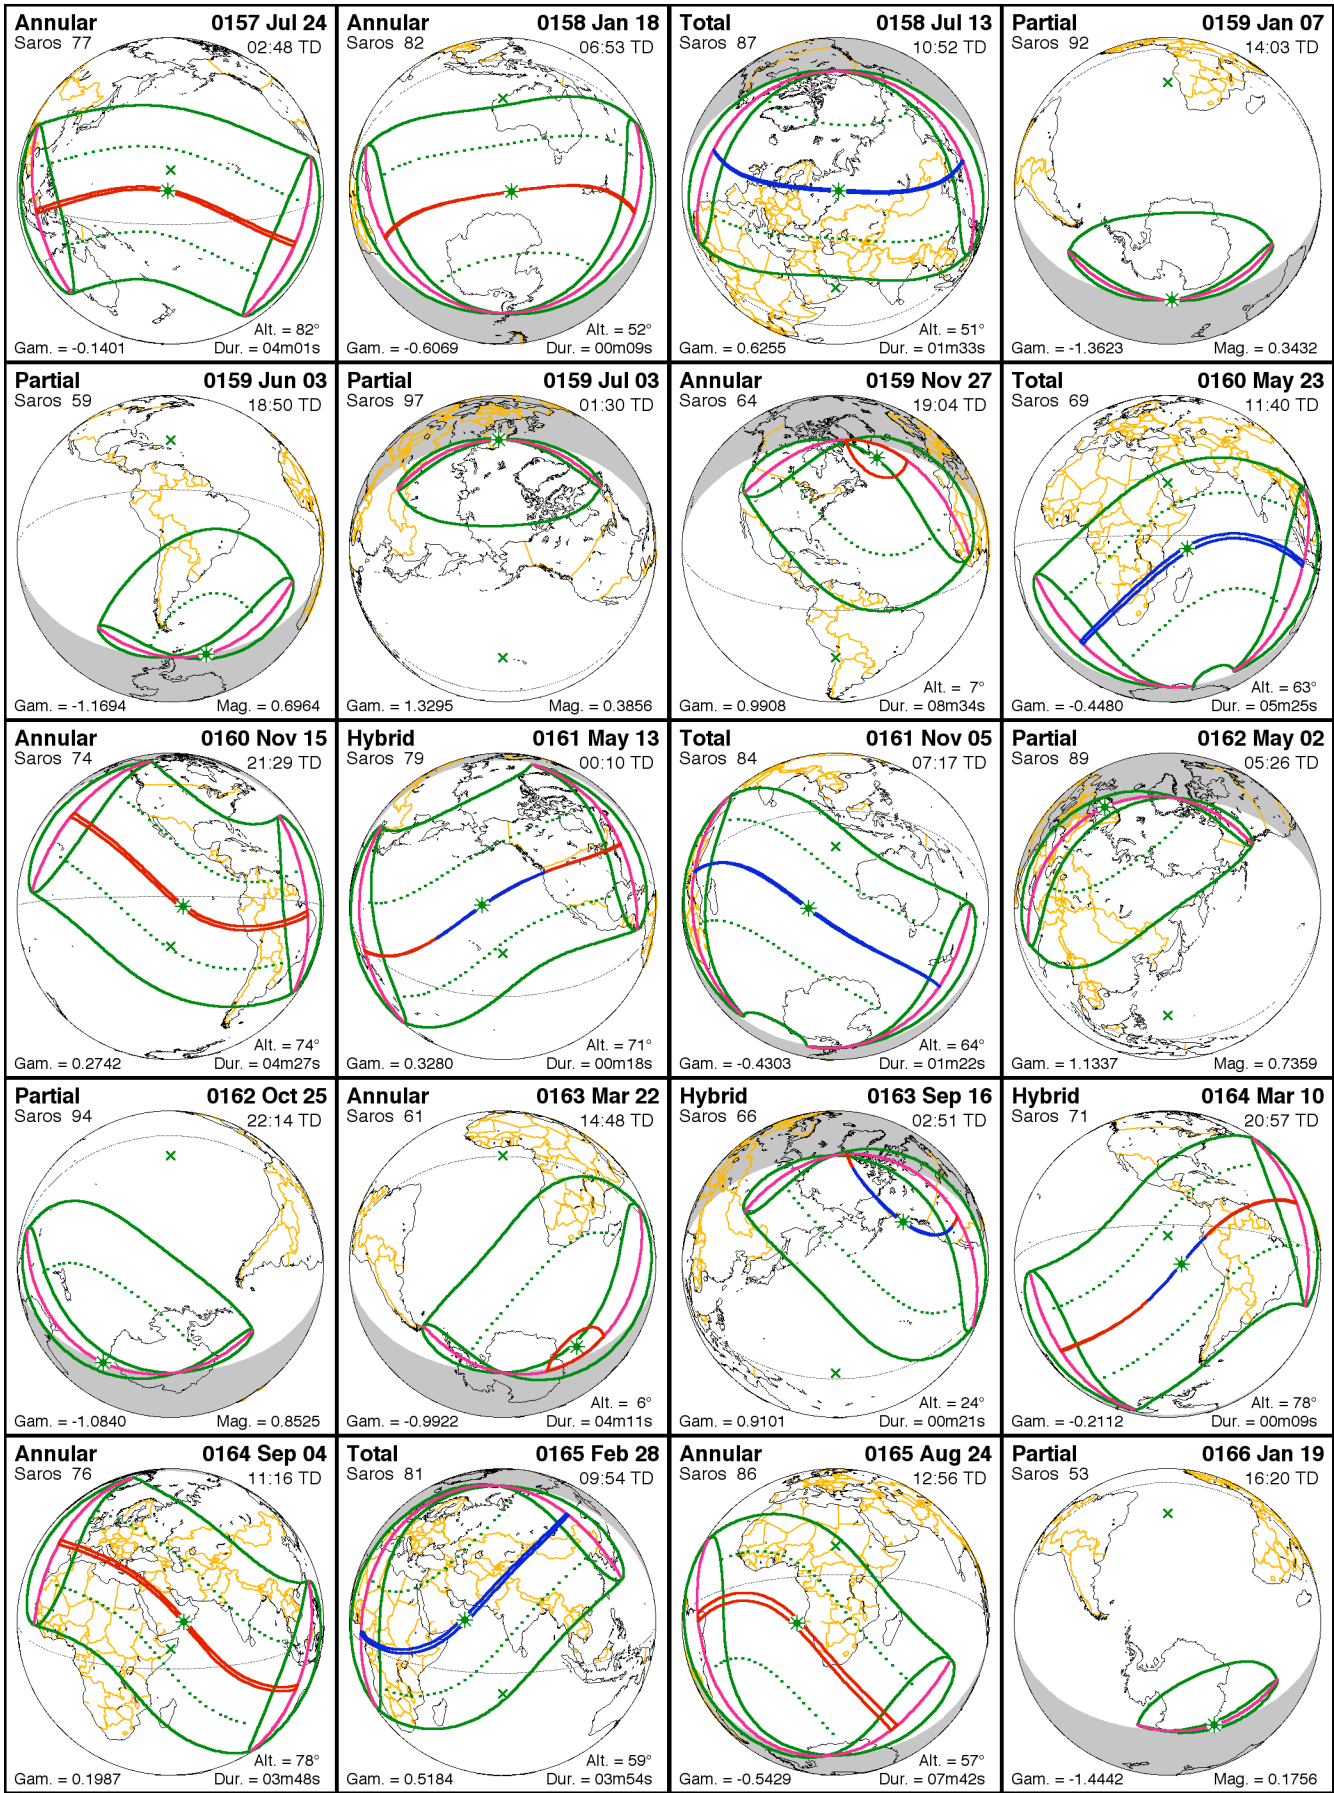 Annular 0157 Jul 24
Saros 77 02:48 TD
Alt. = 82°
Gam. = -0.1401 Dur. = 04m01s
Annular 0158 Jan 18
Saros 82 06:53 TD
Alt. = 52°
Gam. = -0.6069 Dur. = 00m09s
Total 0158 Jul 13
Saros 87 10:52 TD
Alt. = 51°
Gam. = 0.6255 Dur. = 01m33s
Partial 0159 Jan 07
Saros 92 14:03 TD
Gam. = -1.3623 Mag. = 0.3432
Partial 0159 Jun 03
Saros 59 18:50 TD
Gam. = -1.1694 Mag. = 0.6964
Partial 0159 Jul 03
Saros 97 01:30 TD
Gam. = 1.3295 Mag. = 0.3856
Annular 0159 Nov 27
Saros 64 19:04 TD
Alt. = 7°
Gam. = 0.9908 Dur. = 08m34s
Total 0160 May 23
Saros 69 11:40 TD
Alt. = 63°
Gam. = -0.4480 Dur. = 05m25s
Annular 0160 Nov 15
Saros 74 21:29 TD
Alt. = 74°
Gam. = 0.2742 Dur. = 04m27s
Hybrid 0161 May 13
Saros 79 00:10 TD
Alt. = 71°
Gam. = 0.3280 Dur. = 00m18s
Total 0161 Nov 05
Saros 84 07:17 TD
Alt. = 64°
Gam. = -0.4303 Dur. = 01m22s
Partial 0162 May 02
Saros 89 05:26 TD
Gam. = 1.1337 Mag. = 0.7359
Partial 0162 Oct 25
Saros 94 22:14 TD
Gam. = -1.0840 Mag. = 0.8525
Annular 0163 Mar 22
Saros 61 14:48 TD
Alt. = 6°
Gam. = -0.9922 Dur. = 04m11s
Hybrid 0163 Sep 16
Saros 66 02:51 TD
Alt. = 24°
Gam. = 0.9101 Dur. = 00m21s
Hybrid 0164 Mar 10
Saros 71 20:57 TD
Alt. = 78°
Gam. = -0.2112 Dur. = 00m09s
Annular 0164 Sep 04
Saros 76 11:16 TD
Alt. = 78°
Gam. = 0.1987 Dur. = 03m48s
Total 0165 Feb 28
Saros 81 09:54 TD
Alt. = 59°
Gam. = 0.5184 Dur. = 03m54s
Annular 0165 Aug 24
Saros 86 12:56 TD
Alt. = 57°
Gam. = -0.5429 Dur. = 07m42s
Partial 0166 Jan 19
Saros 53 16:20 TD
Gam. = -1.4442 Mag. = 0.1756